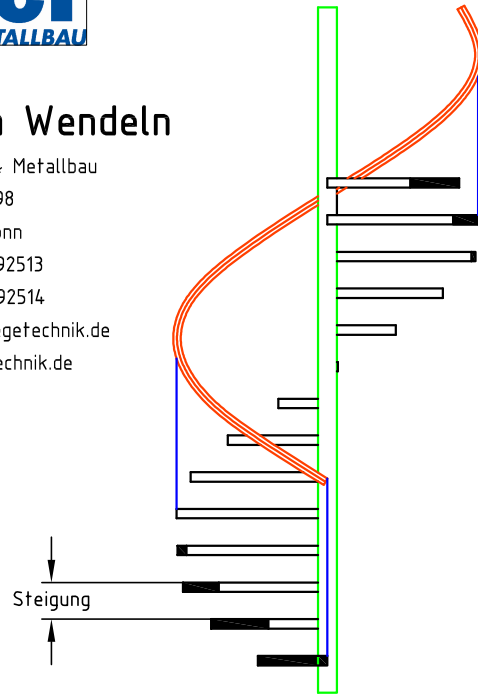 TALLBAU
Wendeln
Metallbau
98
onn
92513
92514
getechnik.de
echnik.de
Steigung